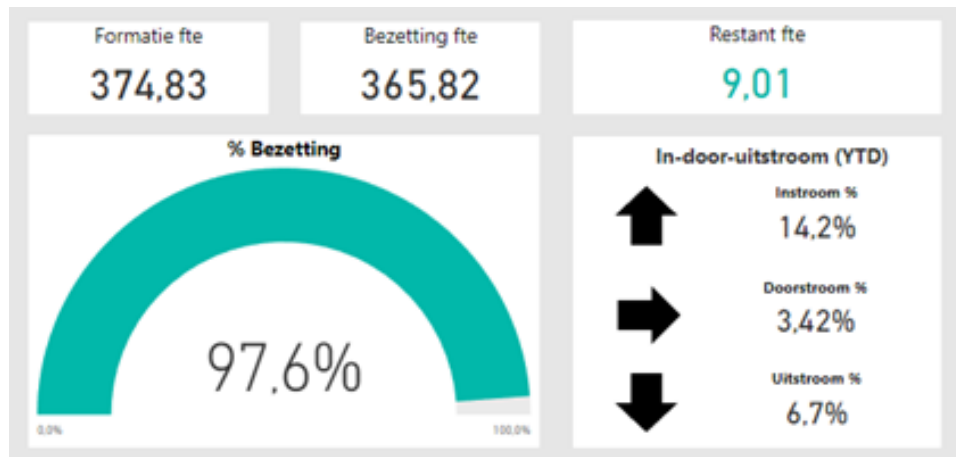 Formatie fte
374,83
Bezetting fte
365,82
Restant fte
9,01
% Bezetting
97,6%
0,0%
100,0%
In-door-uitstroom (YTD)
Instroom %
14,2%
Doorstroom %
3,42%
Uitstroom %
6,7%